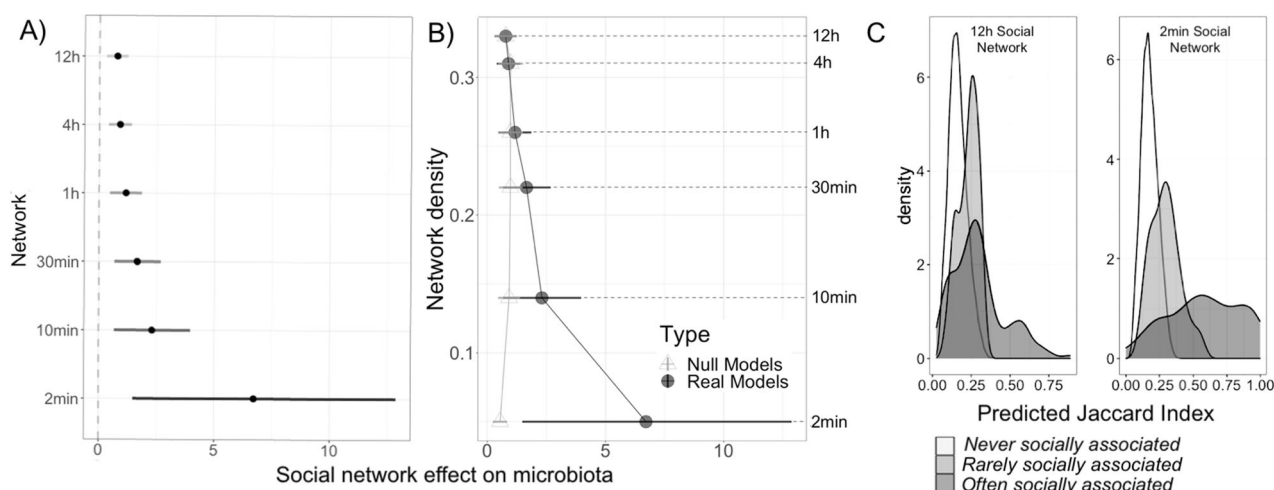 A)
12h
4h
1h
30min
10min
2min
Network
0
5
10
B)
0.3
0.2
0.1
Network density
12h
4h
1h
30min
10min
2min
Type
Null Models
Real Models
0
5
10
Social network effect on microbiota
C
12h Social
Network
6
4
2
0
density
0.00
0.25
0.50
0.75
2min Social
Network
6
4
2
0
0.00
0.25
0.50
0.75
1.00
Predicted Jaccard Index
Never socially associated
Rarely socially associated
Often socially associated